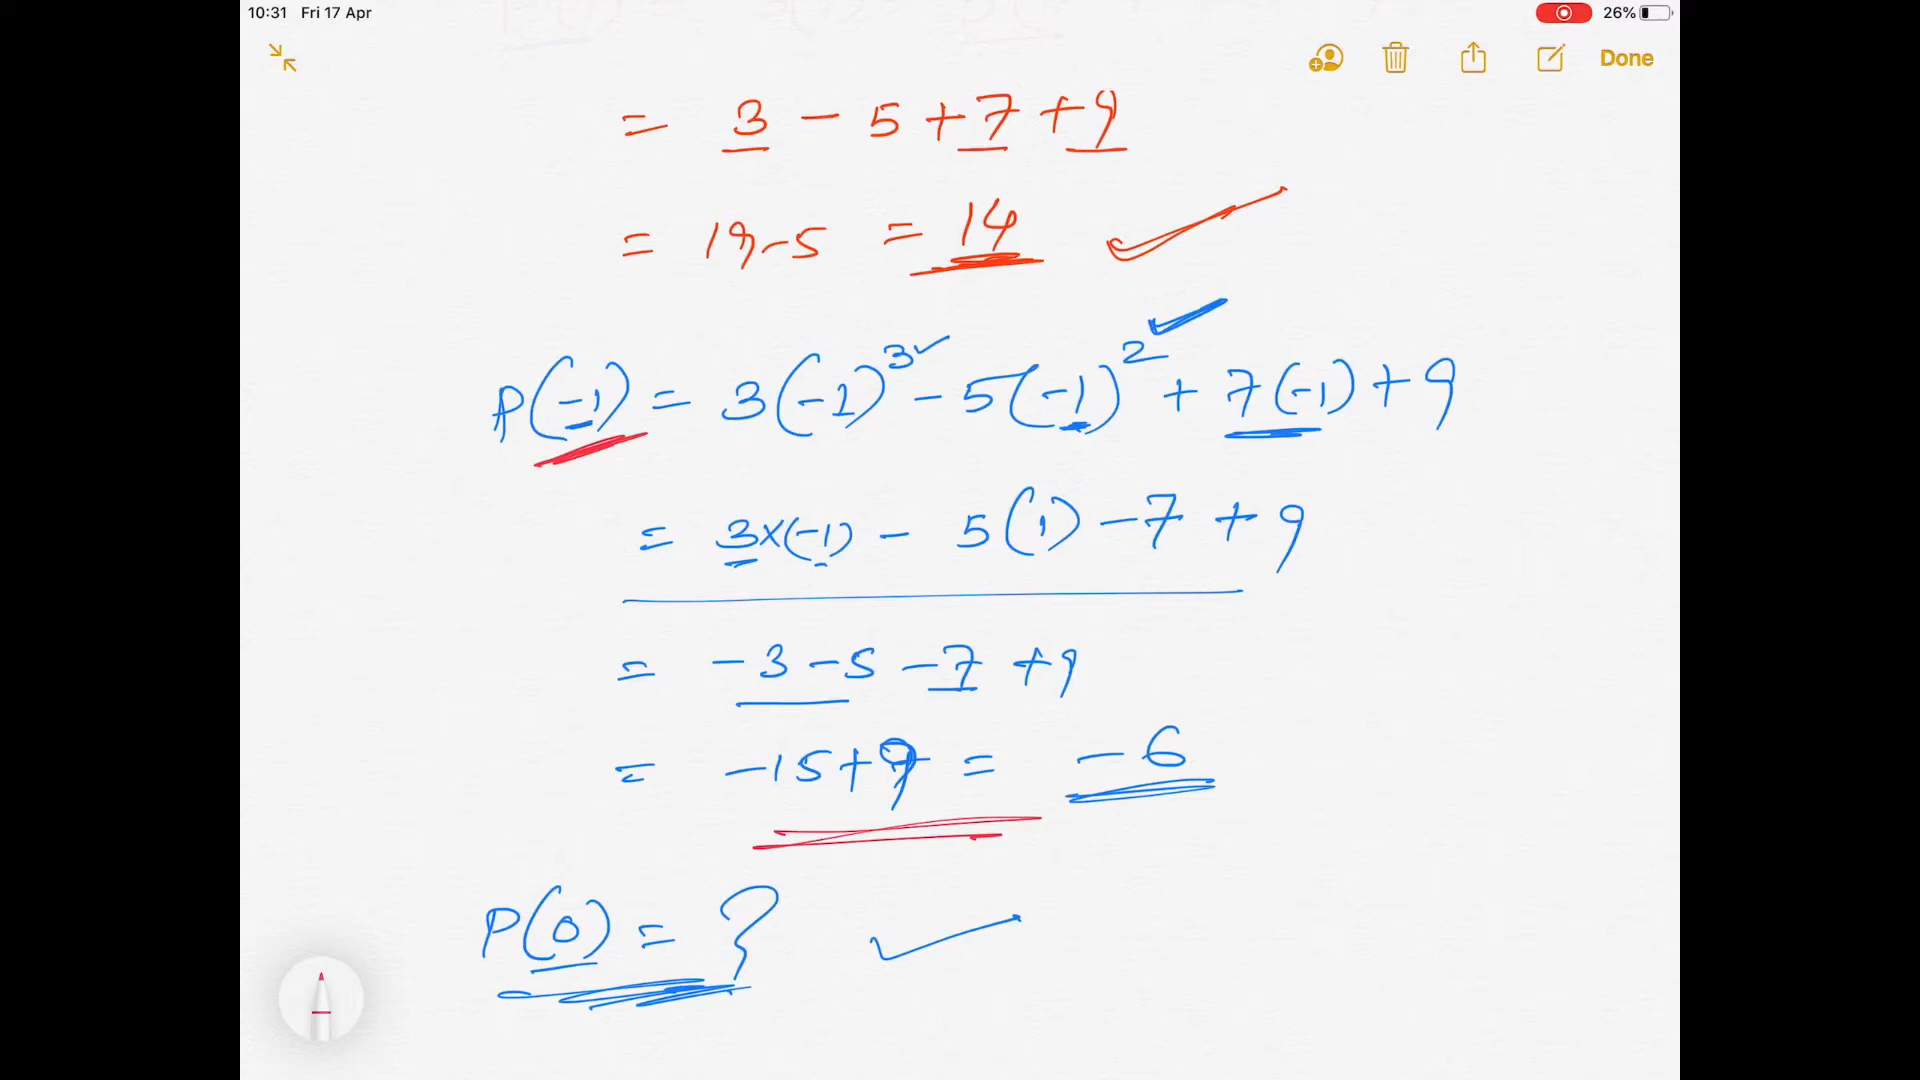 10:31 Fri 17 Apr 26%
Done
= 3 - 5 + 7 + 9
= 19 - 5 = 14
P(-1) = 3(-1)³ - 5(-1)² + 7(-1) + 9
= 3×(-1) - 5(1) - 7 + 9
= -3 - 5 - 7 + 9
= -15 + 9 = -6
P(0) = ?